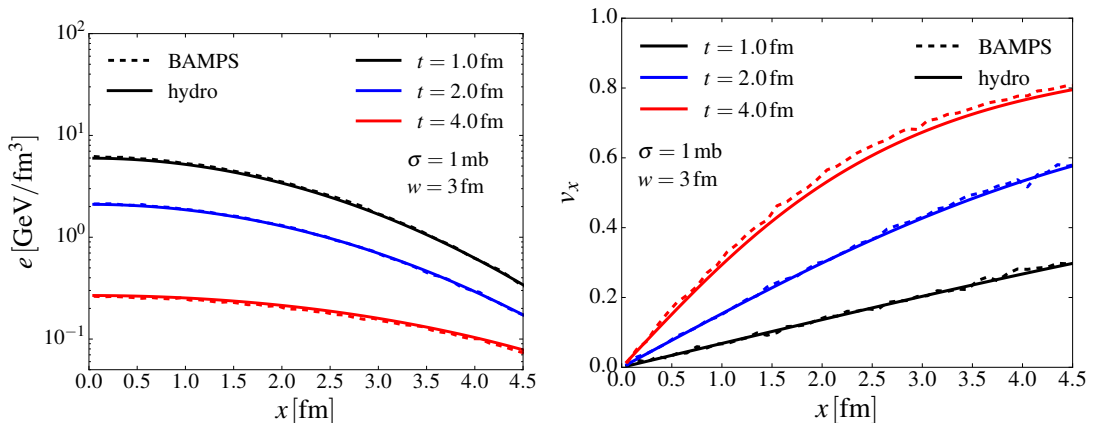 10^2
10^1
10^0
10^{-1}
e [GeV/fm^3]
BAMPS
hydro
t = 1.0 fm
t = 2.0 fm
t = 4.0 fm
σ = 1 mb
w = 3 fm
0.0 0.5 1.0 1.5 2.0 2.5 3.0 3.5 4.0 4.5
x [fm]
1.0
0.8
0.6
0.4
0.2
0.0
v_x
t = 1.0 fm
t = 2.0 fm
t = 4.0 fm
BAMPS
hydro
σ = 1 mb
w = 3 fm
0.0 0.5 1.0 1.5 2.0 2.5 3.0 3.5 4.0 4.5
x [fm]